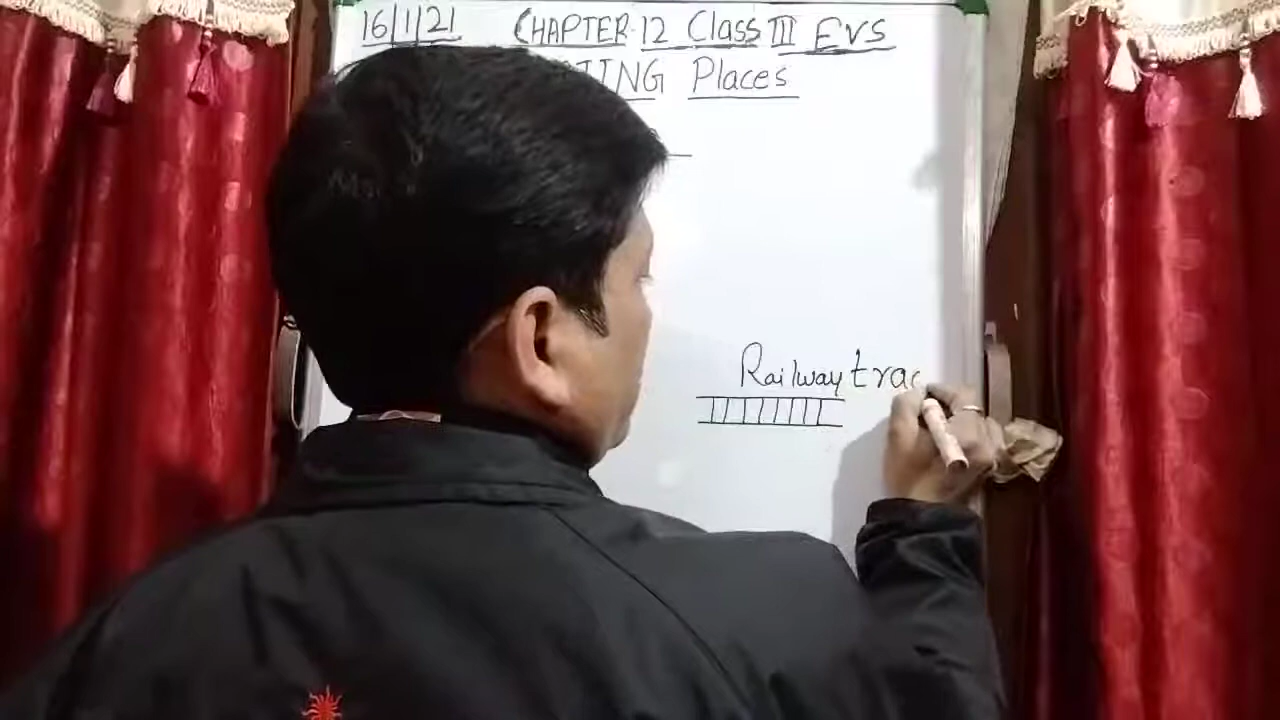 16/1/21 CHAPTER-12 Class III EVS
TING Places
Railway trac